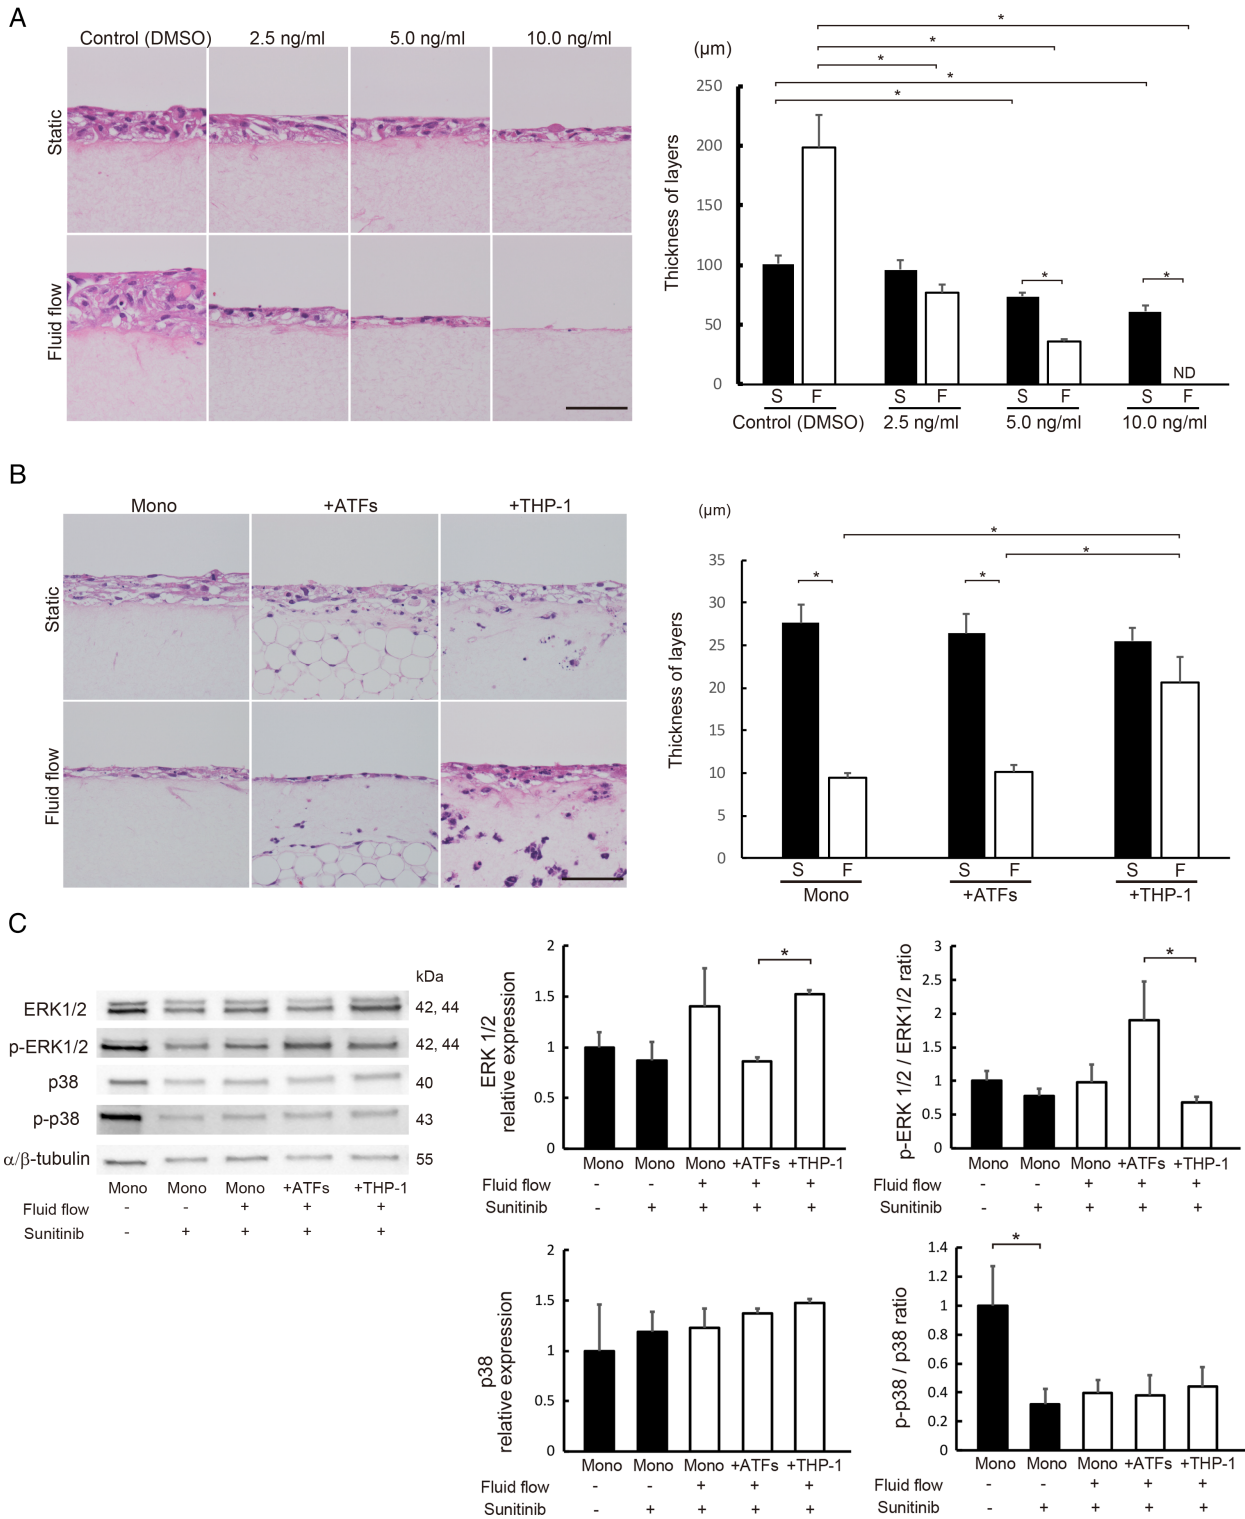 A
Control (DMSO) 2.5 ng/ml 5.0 ng/ml 10.0 ng/ml
Static
Fluid flow
(μm)
Thickness of layers
250
200
150
100
50
0
* * * * *
* *
ND
S F S F S F S F
Control (DMSO) 2.5 ng/ml 5.0 ng/ml 10.0 ng/ml
B
Mono +ATFs +THP-1
Static
Fluid flow
(μm)
Thickness of layers
35
30
25
20
15
10
5
0
* *
* *
S F S F S F
Mono +ATFs +THP-1
C
kDa
ERK1/2 42, 44
p-ERK1/2 42, 44
p38 40
p-p38 43
α/β-tubulin 55
Mono Mono Mono +ATFs +THP-1
Fluid flow - - + + +
Sunitinib - + + + +
ERK 1/2
relative expression
2
1.5
1
0.5
0
*
Mono Mono Mono +ATFs +THP-1
Fluid flow - - + + +
Sunitinib - + + + +
p-ERK 1/2 / ERK1/2 ratio
3
2.5
2
1.5
1
0.5
0
*
Mono Mono Mono +ATFs +THP-1
Fluid flow - - + + +
Sunitinib - + + + +
p38
relative expression
2
1.5
1
0.5
0
Mono Mono Mono +ATFs +THP-1
Fluid flow - - + + +
Sunitinib - + + + +
p-p38 / p38 ratio
1.4
1.2
1
0.8
0.6
0.4
0.2
0
*
Mono Mono Mono +ATFs +THP-1
Fluid flow - - + + +
Sunitinib - + + + +